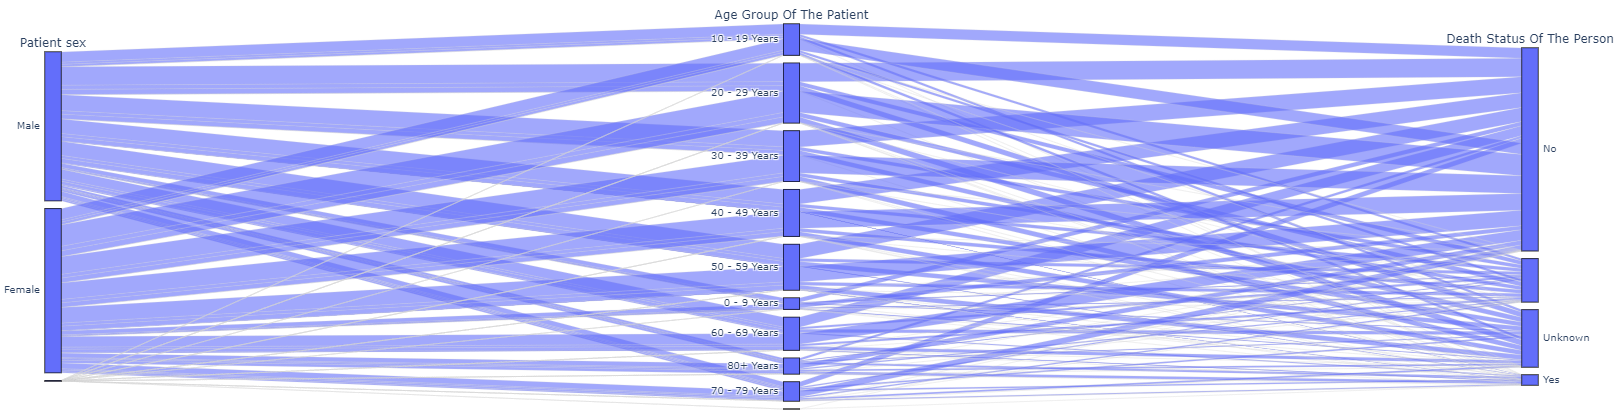 Patient sex
Male
Female
Age Group Of The Patient
10 - 19 Years
20 - 29 Years
30 - 39 Years
40 - 49 Years
50 - 59 Years
0 - 9 Years
60 - 69 Years
80+ Years
70 - 79 Years
Death Status Of The Person
No
Unknown
Yes